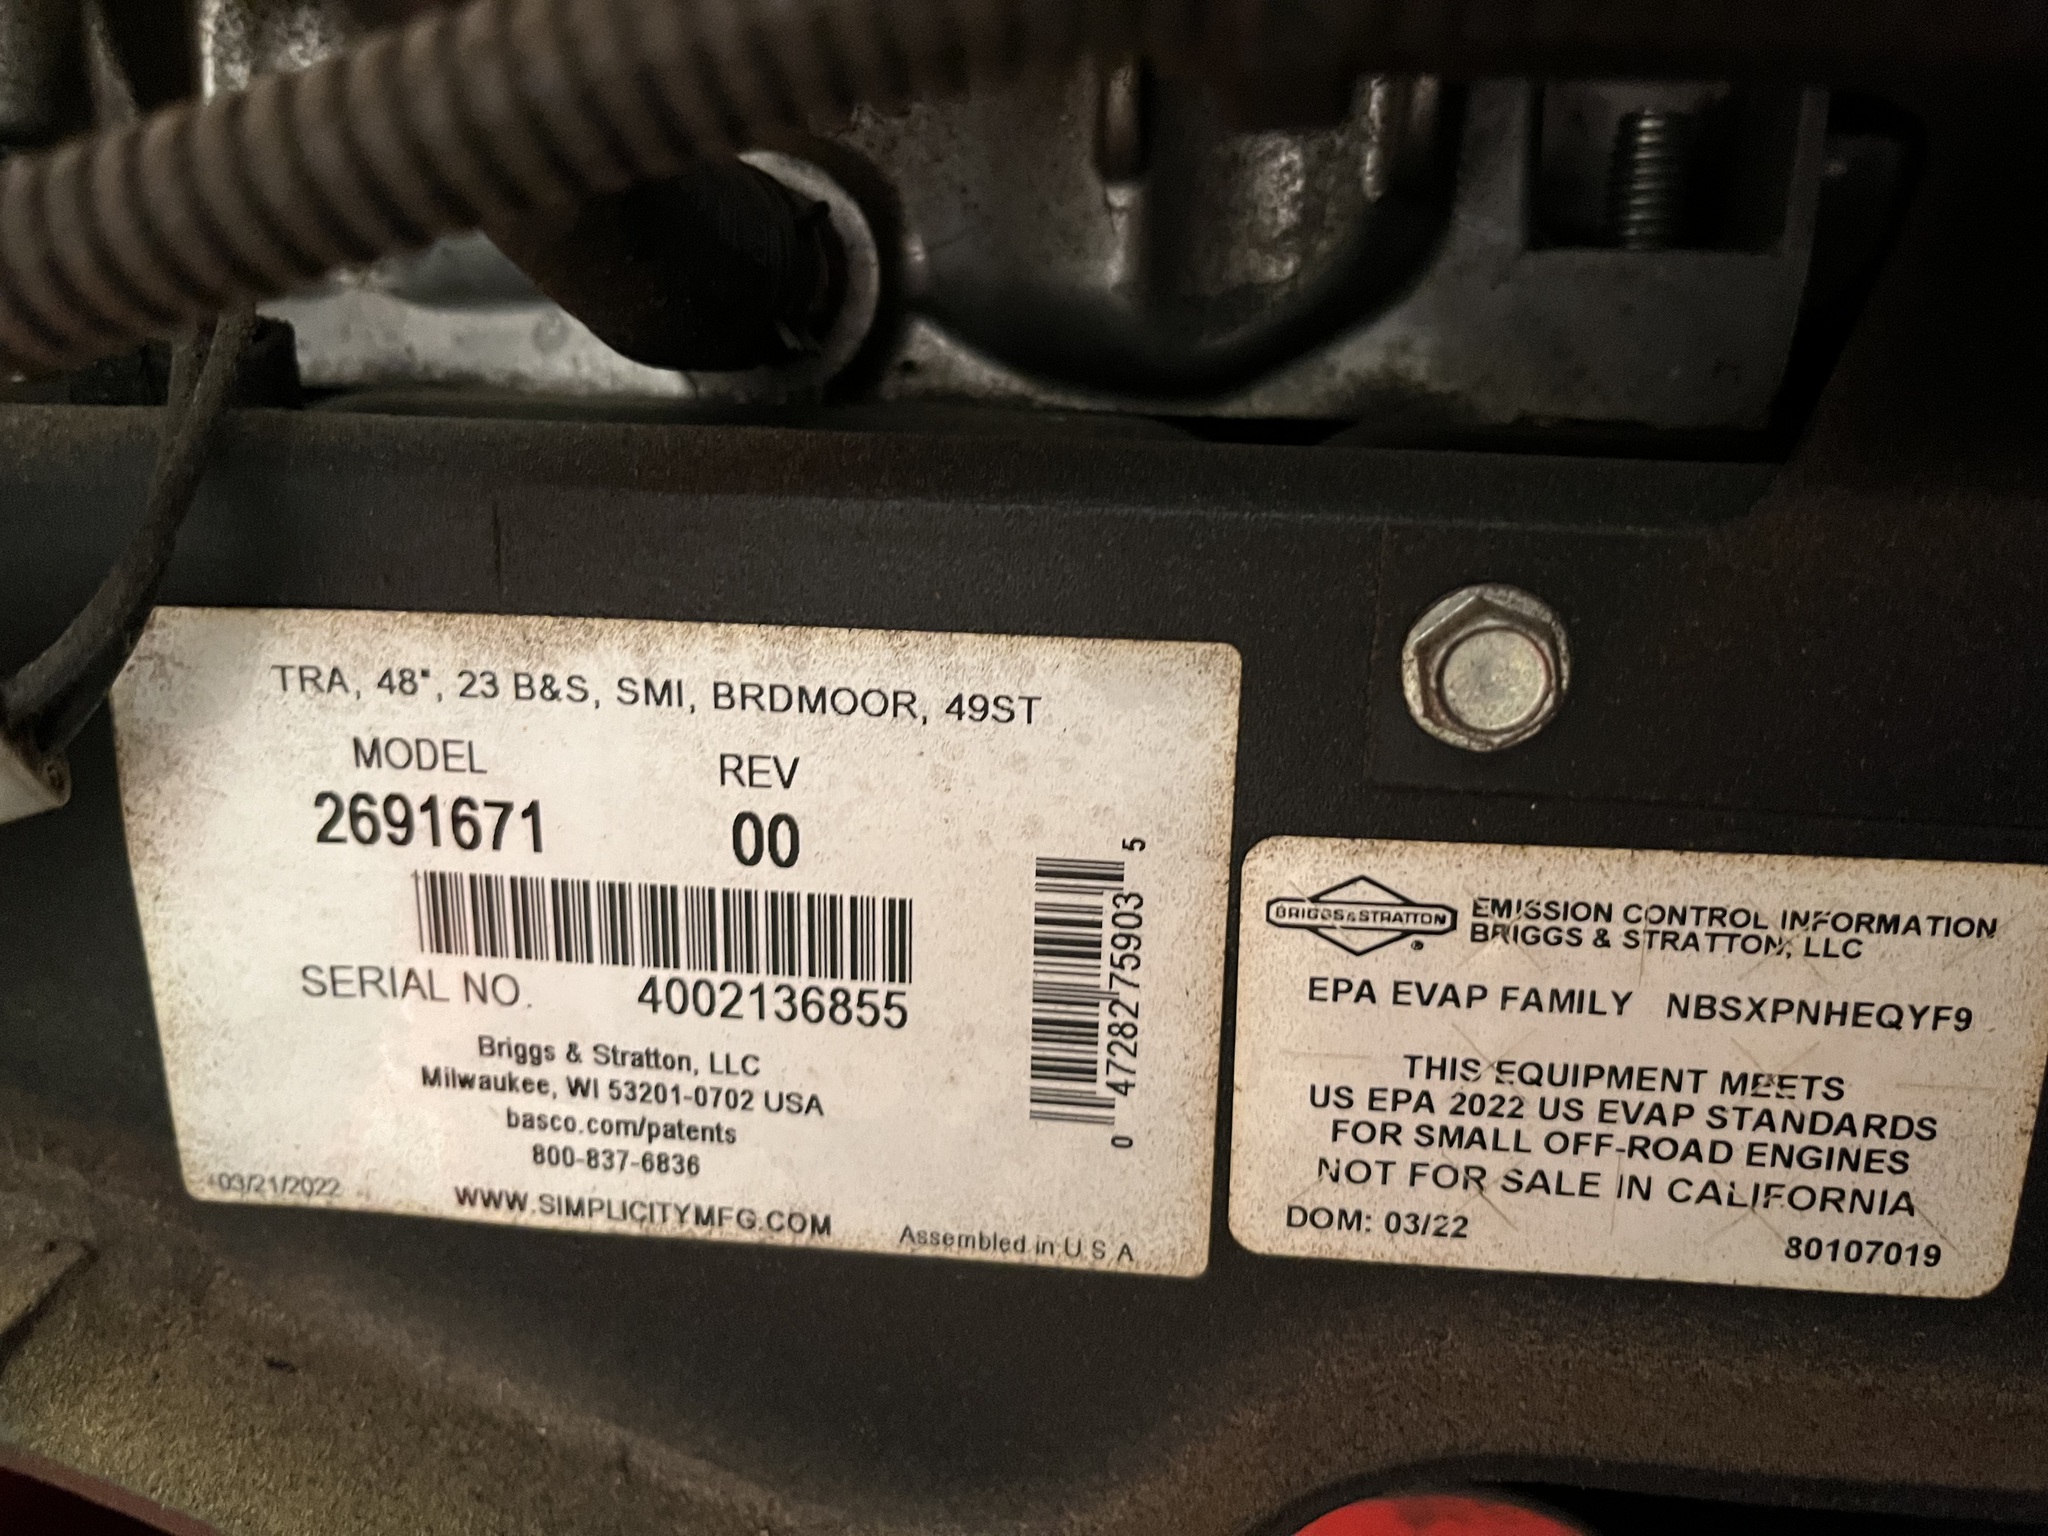 TRA, 48", 23 B&S, SMI, BRDMOOR, 49ST
MODEL REV
2691671 00
SERIAL NO. 4002136855
Briggs & Stratton, LLC
Milwaukee, WI 53201-0702 USA
basco.com/patents
800-837-6836
03/21/2022
WWW.SIMPLICITYMFG.COM
Assembled in U.S.A
0 47282 75903 5
BRIGGS&STRATTON
EMISSION CONTROL INFORMATION
BRIGGS & STRATTON, LLC
EPA EVAP FAMILY NBSXPNHEQYF9
THIS EQUIPMENT MEETS
US EPA 2022 US EVAP STANDARDS
FOR SMALL OFF-ROAD ENGINES
NOT FOR SALE IN CALIFORNIA
DOM: 03/22
80107019